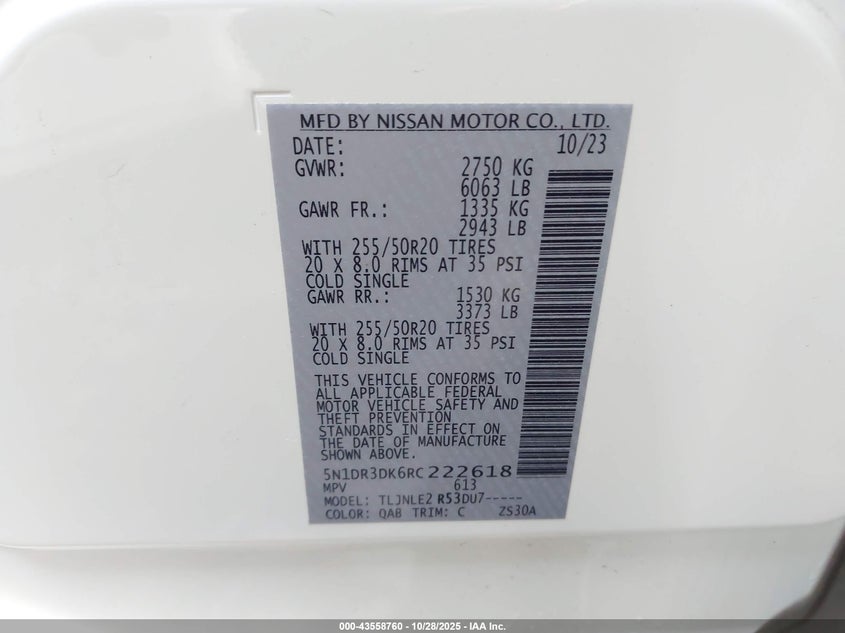 MFD BY NISSAN MOTOR CO., LTD.
DATE: 10/23
GVWR: 2750 KG
6063 LB
GAWR FR.: 1335 KG
2943 LB
WITH 255/50R20 TIRES
20 X 8.0 RIMS AT 35 PSI
COLD SINGLE
GAWR RR.: 1530 KG
3373 LB
WITH 255/50R20 TIRES
20 X 8.0 RIMS AT 35 PSI
COLD SINGLE
THIS VEHICLE CONFORMS TO
ALL APPLICABLE FEDERAL
MOTOR VEHICLE SAFETY AND
THEFT PREVENTION
STANDARDS IN EFFECT ON
THE DATE OF MANUFACTURE
SHOWN ABOVE.
5N1DR3DK6RC222618
MPV 613
MODEL: TLJNLE2 R53DU7-----
COLOR: QAB TRIM: C ZS30A
000-43558760 | 10/28/2025 - IAA Inc.